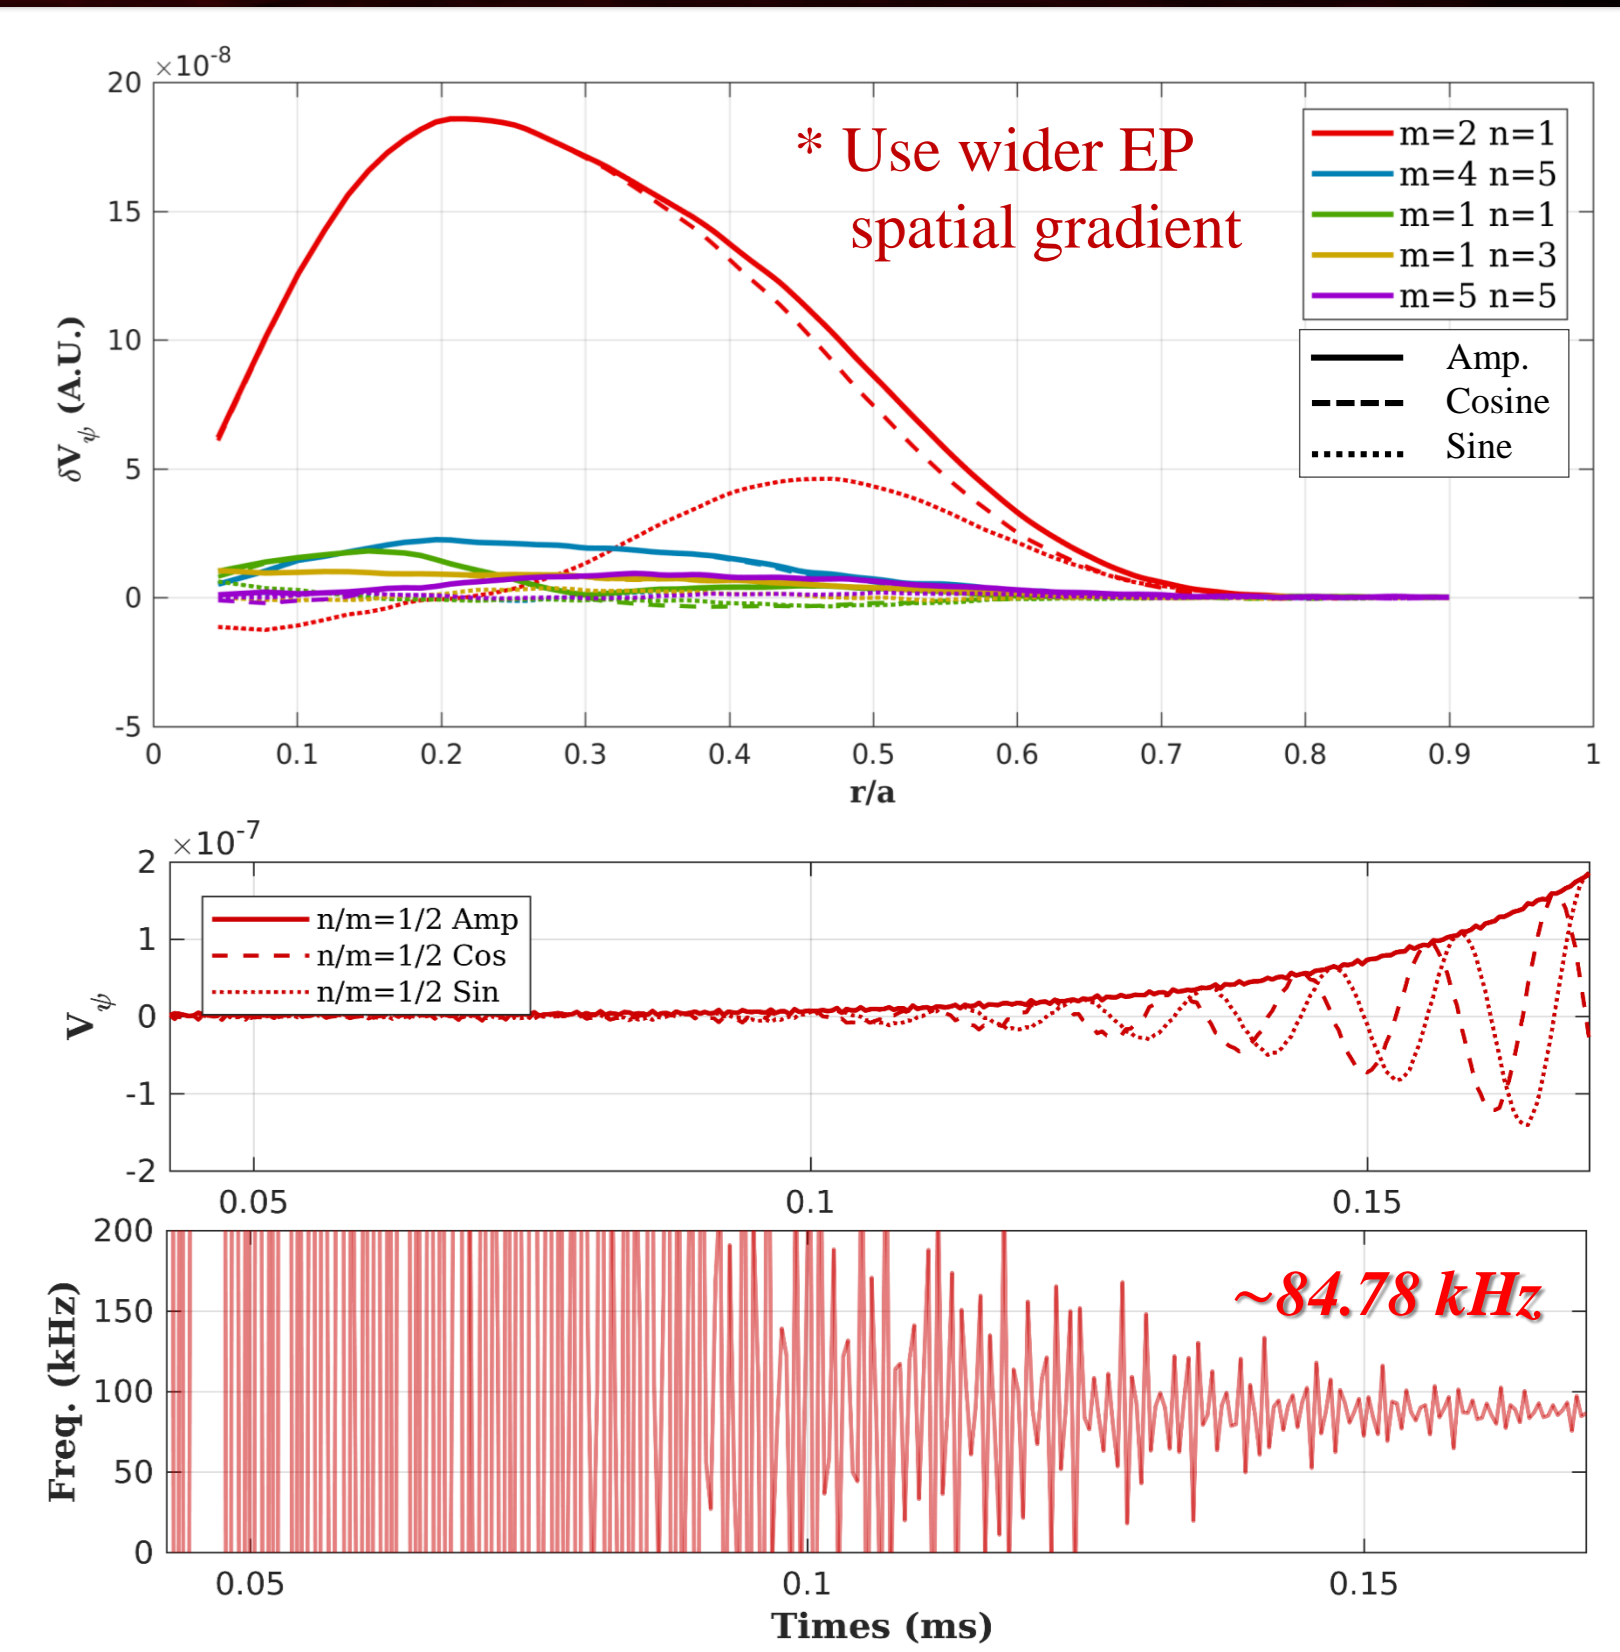 ×10-8
20
15
10
5
0
-5
δVψ (A.U.)
* Use wider EP
spatial gradient
m=2 n=1
m=4 n=5
m=1 n=1
m=1 n=3
m=5 n=5
Amp.
Cosine
Sine
0 0.1 0.2 0.3 0.4 0.5 0.6 0.7 0.8 0.9 1
r/a
×10-7
2
1
0
-1
-2
Vψ
n/m=1/2 Amp
n/m=1/2 Cos
n/m=1/2 Sin
0.05 0.1 0.15
200
150
100
50
0
Freq. (kHz)
~84.78 kHz
0.05 0.1 0.15
Times (ms)